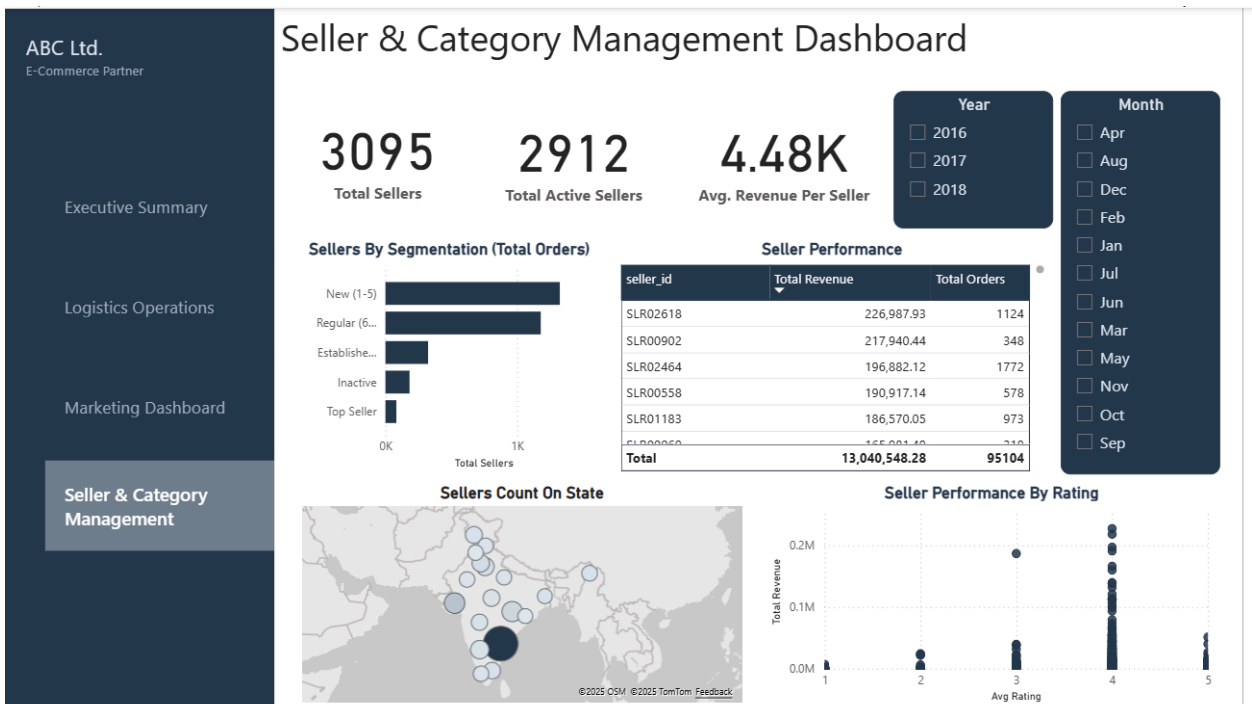 ABC Ltd.
E-Commerce Partner
Executive Summary
Logistics Operations
Marketing Dashboard
Seller & Category
Management
Seller & Category Management Dashboard
3095
Total Sellers
2912
Total Active Sellers
4.48K
Avg. Revenue Per Seller
Year
2016
2017
2018
Month
Apr
Aug
Dec
Feb
Jan
Jul
Jun
Mar
May
Nov
Oct
Sep
Sellers By Segmentation (Total Orders)
New (1-5)
Regular (6...
Establishe...
Inactive
Top Seller
0K 1K
Total Sellers
Seller Performance
seller_id Total Revenue Total Orders
SLR02618 226,987.93 1124
SLR00902 217,940.44 348
SLR02464 196,882.12 1772
SLR00558 190,917.14 578
SLR01183 186,570.05 973
Total 13,040,548.28 95104
Sellers Count On State
©2025 OSM ©2025 TomTom Feedback
Seller Performance By Rating
Total Revenue
0.2M
0.1M
0.0M
1 2 3 4 5
Avg Rating